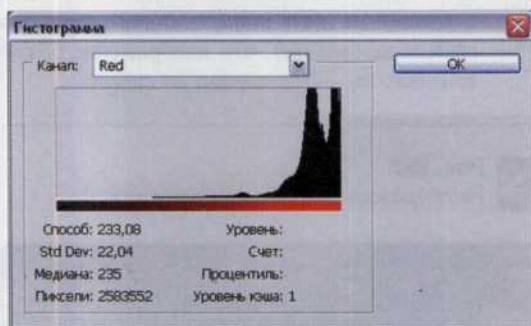 Гистограмма
Канал: Red
OK
Способ: 233,08 Уровень:
Std Dev: 22,04 Счет:
Медиана: 235 Процентиль:
Пиксели: 2583552 Уровень кэша: 1